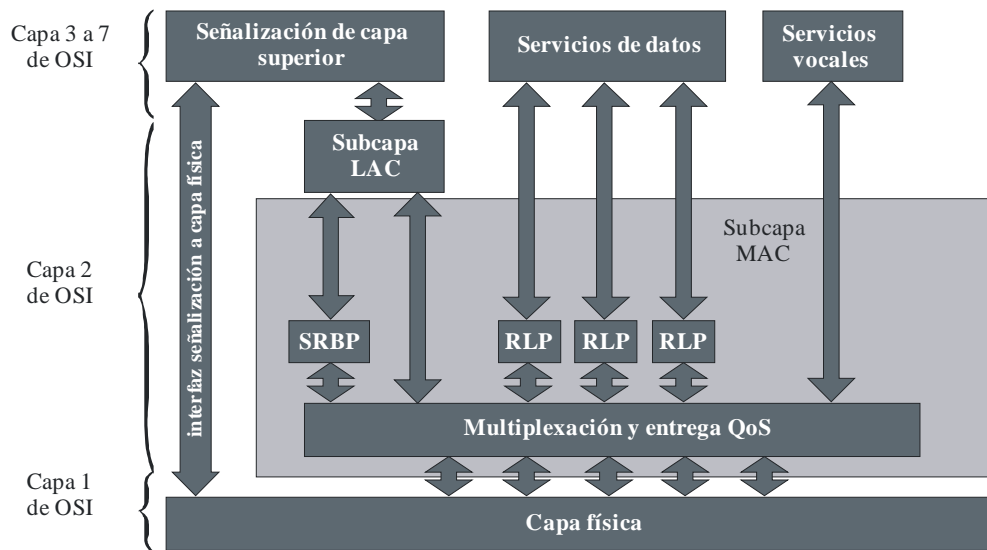 Capa 3 a 7
de OSI
Señalización de capa
superior
Servicios de datos
Servicios
vocales
Subcapa
LAC
Subcapa
MAC
interfaz señalización a capa física
Capa 2
de OSI
SRBP
RLP
RLP
RLP
Multiplexación y entrega QoS
Capa 1
de OSI
Capa física